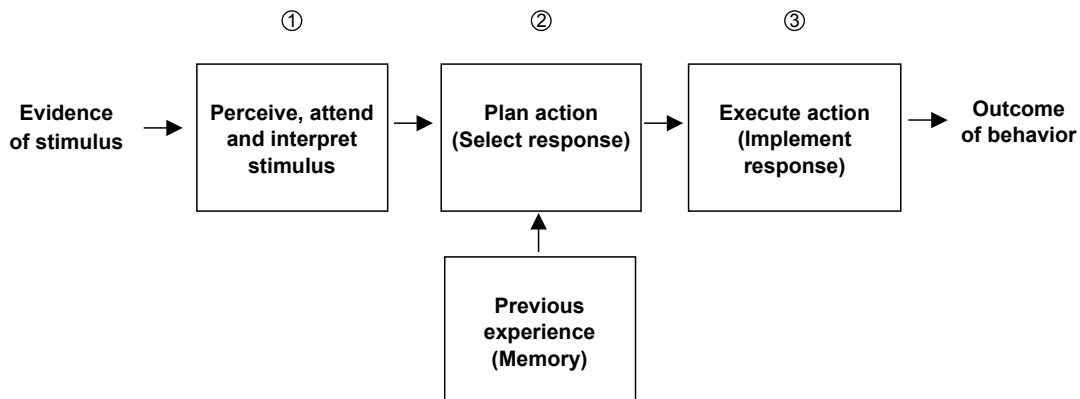 ①
②
③
Evidence
of stimulus
Perceive, attend
and interpret
stimulus
Plan action
(Select response)
Execute action
(Implement
response)
Outcome
of behavior
Previous
experience
(Memory)